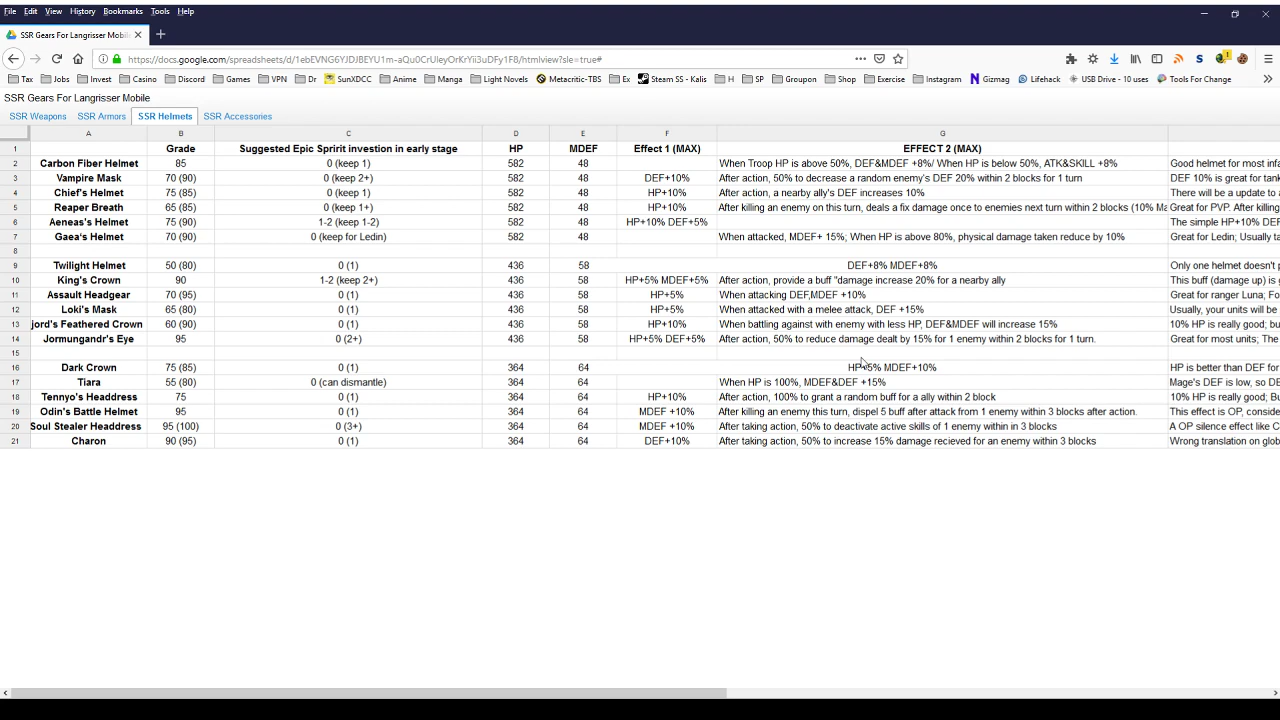 File Edit View History Bookmarks Tools Help
SSR Gears For Langrisser Mobile
https://docs.google.com/spreadsheets/d/1ebEVNG6YJDJBEYU1m-aQu0CrUleyOrKrYii3uDFy1F8/htmlview?sle=true#
Tax Jobs Invest Casino Discord Games VPN Dr SunXDCC Anime Manga Light Novels Metacritic-TBS Ex Steam SS - Kalis H JF Groupon Shop Exercise Instagram Gizmag Lifehack USB Drive - 10 uses Tools For Change
SSR Gears For Langrisser Mobile
SSR Weapons SSR Armors SSR Helmets SSR Accessories
A B C D E F G
1 Grade Suggested Epic Spririt investion in early stage HP MDEF Effect 1 (MAX) EFFECT 2 (MAX)
2 Carbon Fiber Helmet 85 0 (keep 1) 582 48 When Troop HP is above 50%, DEF&MDEF +8%/ When HP is below 50%, ATK&SKILL +8% Good helmet for most inf
3 Vampire Mask 70 (90) 0 (keep 2+) 582 48 DEF+10% After action, 50% to decrease a random enemy's DEF 20% within 2 blocks for 1 turn DEF 10% is great for tank
4 Chief's Helmet 75 (85) 0 (keep 1) 582 48 HP+10% After action, a nearby ally's DEF increases 10% There will be a update to
5 Reaper Breath 65 (85) 0 (keep 1+) 582 48 HP+10% After killing an enemy on this turn, deals a fix damage once to enemies next turn within 2 blocks (10% Ma Great for PVP. After killing
6 Aeneas's Helmet 75 (90) 1-2 (keep 1-2) 582 48 HP+10% DEF+5% The simple HP+10% DEF
7 Gaea's Helmet 70 (90) 0 (keep for Ledin) 582 48 When attacked, MDEF+ 15%; When HP is above 80%, physical damage taken reduce by 10% Great for Ledin; Usually ta
8
9 Twilight Helmet 50 (80) 0 (1) 436 58 DEF+8% MDEF+8% Only one helmet doesn't p
10 King's Crown 90 1-2 (keep 2+) 436 58 HP+5% MDEF+5% After action, provide a buff "damage increase 20% for a nearby ally This buff (damage up) is g
11 Assault Headgear 70 (95) 0 (1) 436 58 HP+5% When attacking DEF,MDEF +10% Great for ranger Luna; Fo
12 Loki's Mask 65 (80) 0 (1) 436 58 HP+5% When attacked with a melee attack, DEF +15% Usually, your units will be
13 jord's Feathered Crown 60 (90) 0 (1) 436 58 HP+10% When battling against with enemy with less HP, DEF&MDEF will increase 15% 10% HP is really good; bu
14 Jormungandr's Eye 95 0 (2+) 436 58 HP+5% DEF+5% After action, 50% to reduce damage dealt by 15% for 1 enemy within 2 blocks for 1 turn. Great for most units; The
15
16 Dark Crown 75 (85) 0 (1) 364 64 HP+5% MDEF+10% HP is better than DEF for
17 Tiara 55 (80) 0 (can dismantle) 364 64 When HP is 100%, MDEF&DEF +15% Mage's DEF is low, so DE
18 Tennyo's Headdress 75 0 (1) 364 64 HP+10% After action, 100% to grant a random buff for a ally within 2 block 10% HP is really good; Bu
19 Odin's Battle Helmet 95 0 (1) 364 64 MDEF +10% After killing an enemy this turn, dispel 5 buff after attack from 1 enemy within 3 blocks after action. This effect is OP, conside
20 Soul Stealer Headdress 95 (100) 0 (3+) 364 64 MDEF +10% After taking action, 50% to deactivate active skills of 1 enemy within in 3 blocks A OP silence effect like C
21 Charon 90 (95) 0 (1) 364 64 DEF+10% After taking action, 50% to increase 15% damage recieved for an enemy within 3 blocks Wrong translation on glob